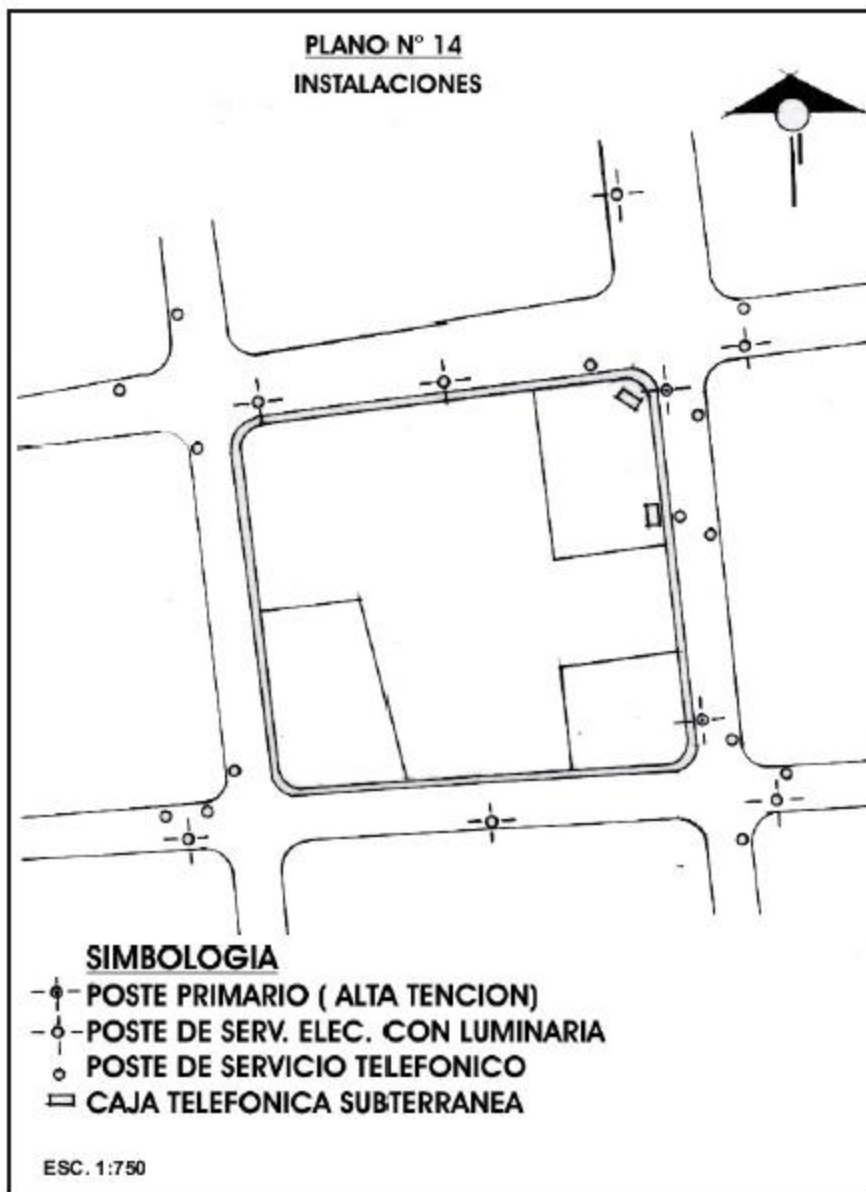 PLANO N° 14
INSTALACIONES
SIMBOLOGIA
POSTE PRIMARIO ( ALTA TENCION)
POSTE DE SERV. ELEC. CON LUMINARIA
POSTE DE SERVICIO TELEFONICO
CAJA TELEFONICA SUBTERRANEA
ESC. 1:750